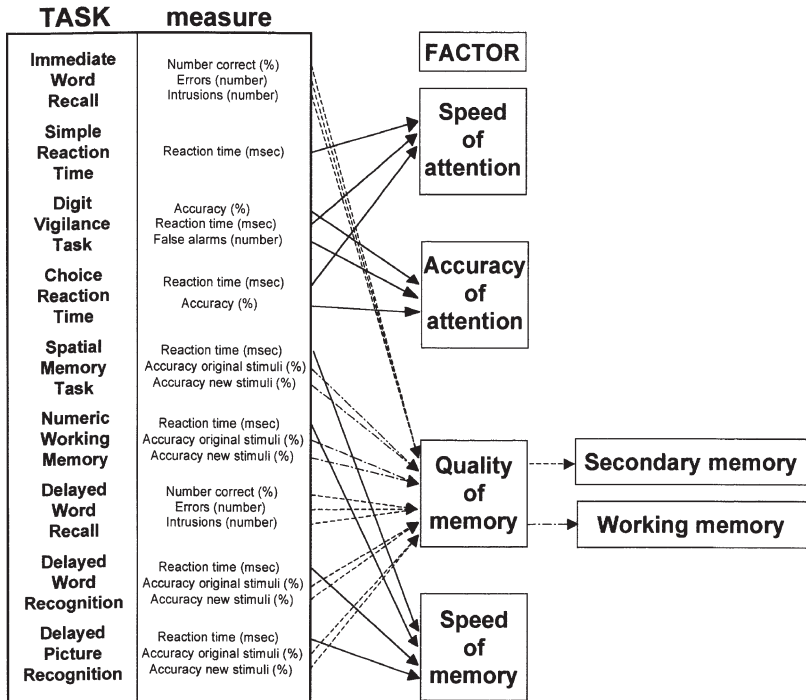 TASK measure
FACTOR
Immediate
Word
Recall
Number correct (%)
Errors (number)
Intrusions (number)
Simple
Reaction
Time
Reaction time (msec)
Digit
Vigilance
Task
Accuracy (%)
Reaction time (msec)
False alarms (number)
Choice
Reaction
Time
Reaction time (msec)
Accuracy (%)
Spatial
Memory
Task
Reaction time (msec)
Accuracy original stimuli (%)
Accuracy new stimuli (%)
Numeric
Working
Memory
Reaction time (msec)
Accuracy original stimuli (%)
Accuracy new stimuli (%)
Delayed
Word
Recall
Number correct (%)
Errors (number)
Intrusions (number)
Delayed
Word
Recognition
Reaction time (msec)
Accuracy original stimuli (%)
Accuracy new stimuli (%)
Delayed
Picture
Recognition
Reaction time (msec)
Accuracy original stimuli (%)
Accuracy new stimuli (%)
Speed
of
attention
Accuracy
of
attention
Quality
of
memory
Speed
of
memory
Secondary memory
Working memory